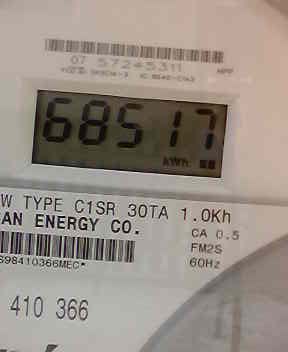 07 57245311
68517
kWh
W TYPE C1SR 30TA 1.0Kh
AN ENERGY CO.
CA 0.5
FM2S
S98410366MEC*
60Hz
410 366